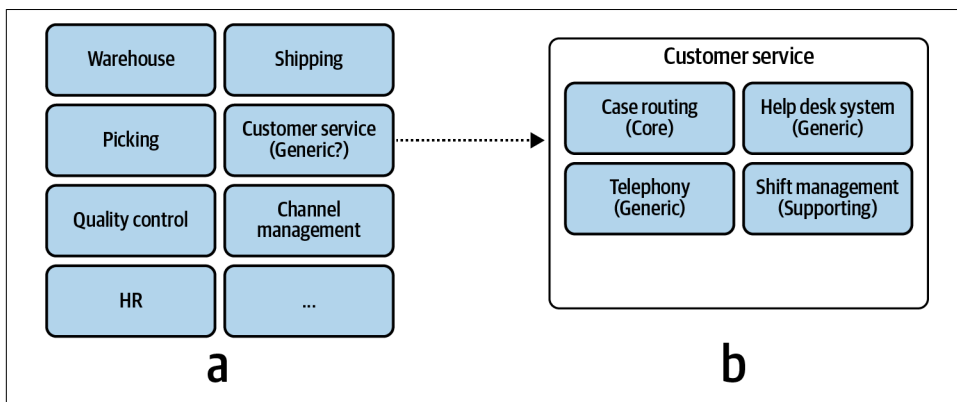 Warehouse
Shipping
Picking
Customer service
(Generic?)
Quality control
Channel
management
HR
...
a
Customer service
Case routing
(Core)
Help desk system
(Generic)
Telephony
(Generic)
Shift management
(Supporting)
b